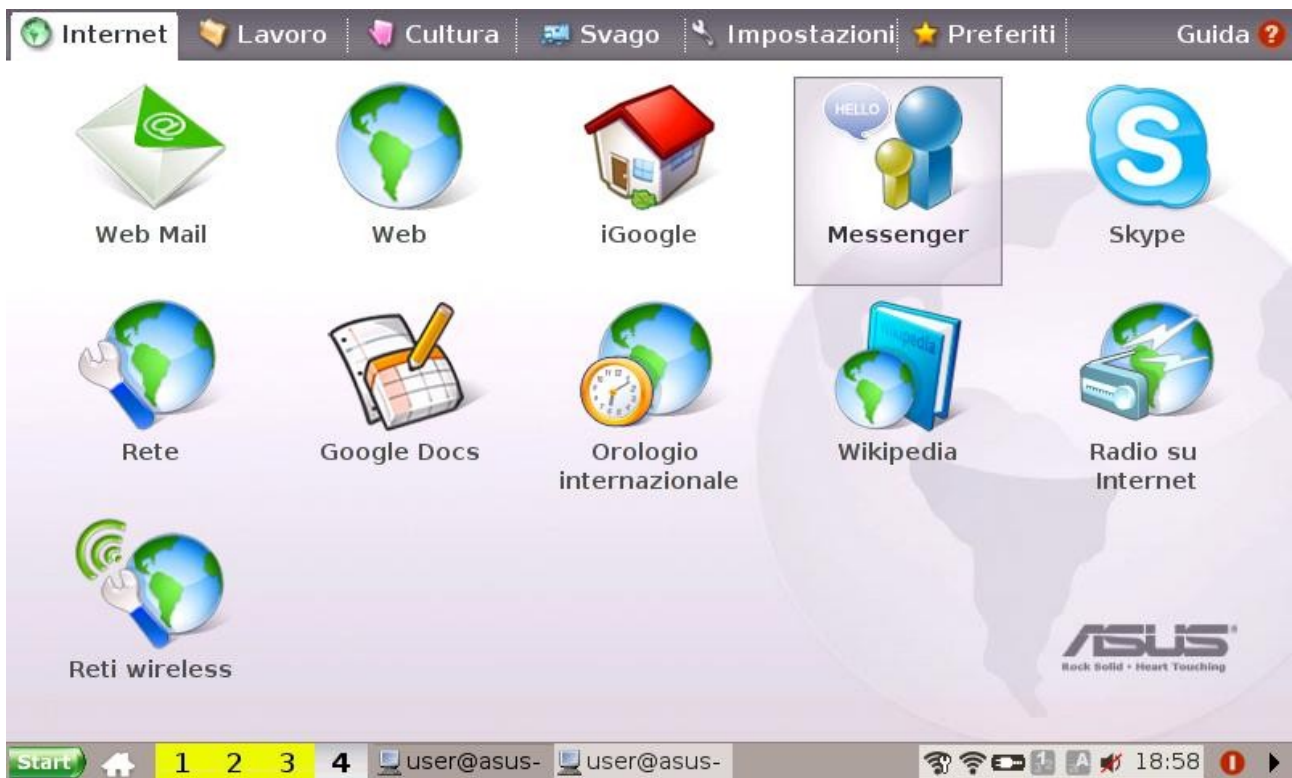 Internet Lavoro Cultura Svago Impostazioni Preferiti Guida ?
HELLO
Web Mail Web iGoogle Messenger Skype
Wikipedia
Rete Google Docs Orologio internazionale Wikipedia Radio su Internet
Reti wireless
ASUS
Rock Solid • Heart Touching
Start 1 2 3 4 user@asus- user@asus- 1 A 18:58